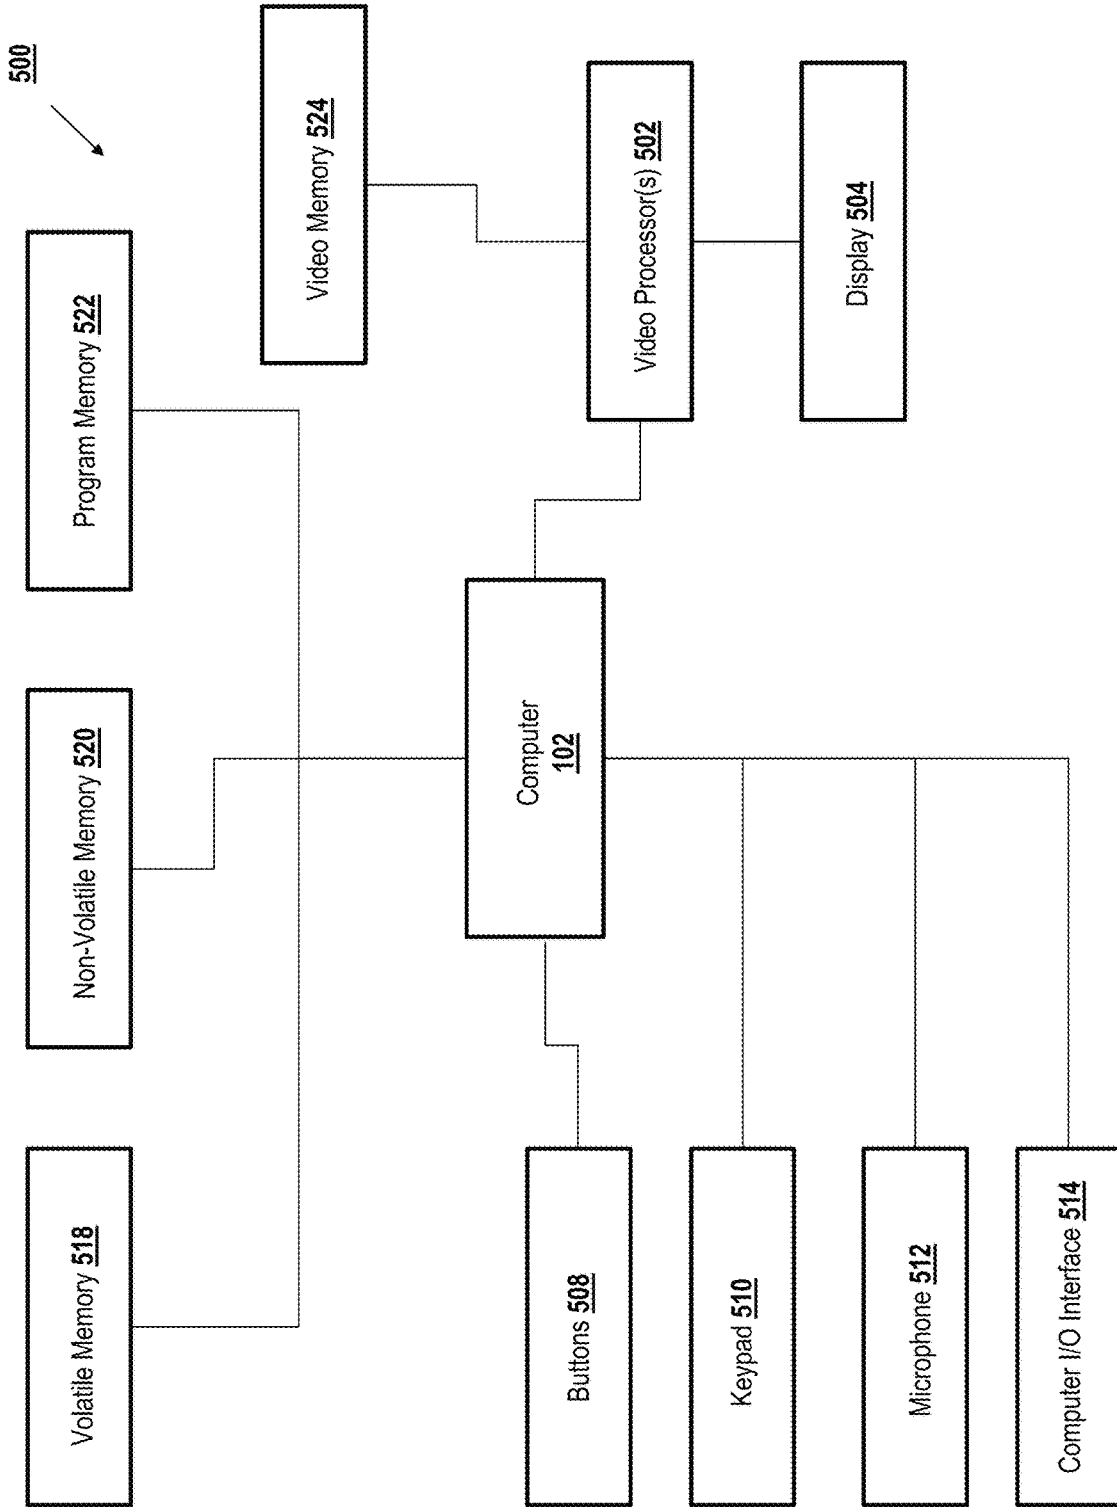 500
Volatile Memory 518
Non-Volatile Memory 520
Program Memory 522
Video Memory 524
Computer
102
Buttons 508
Video Processor(s) 502
Keypad 510
Display 504
Microphone 512
Computer I/O Interface 514